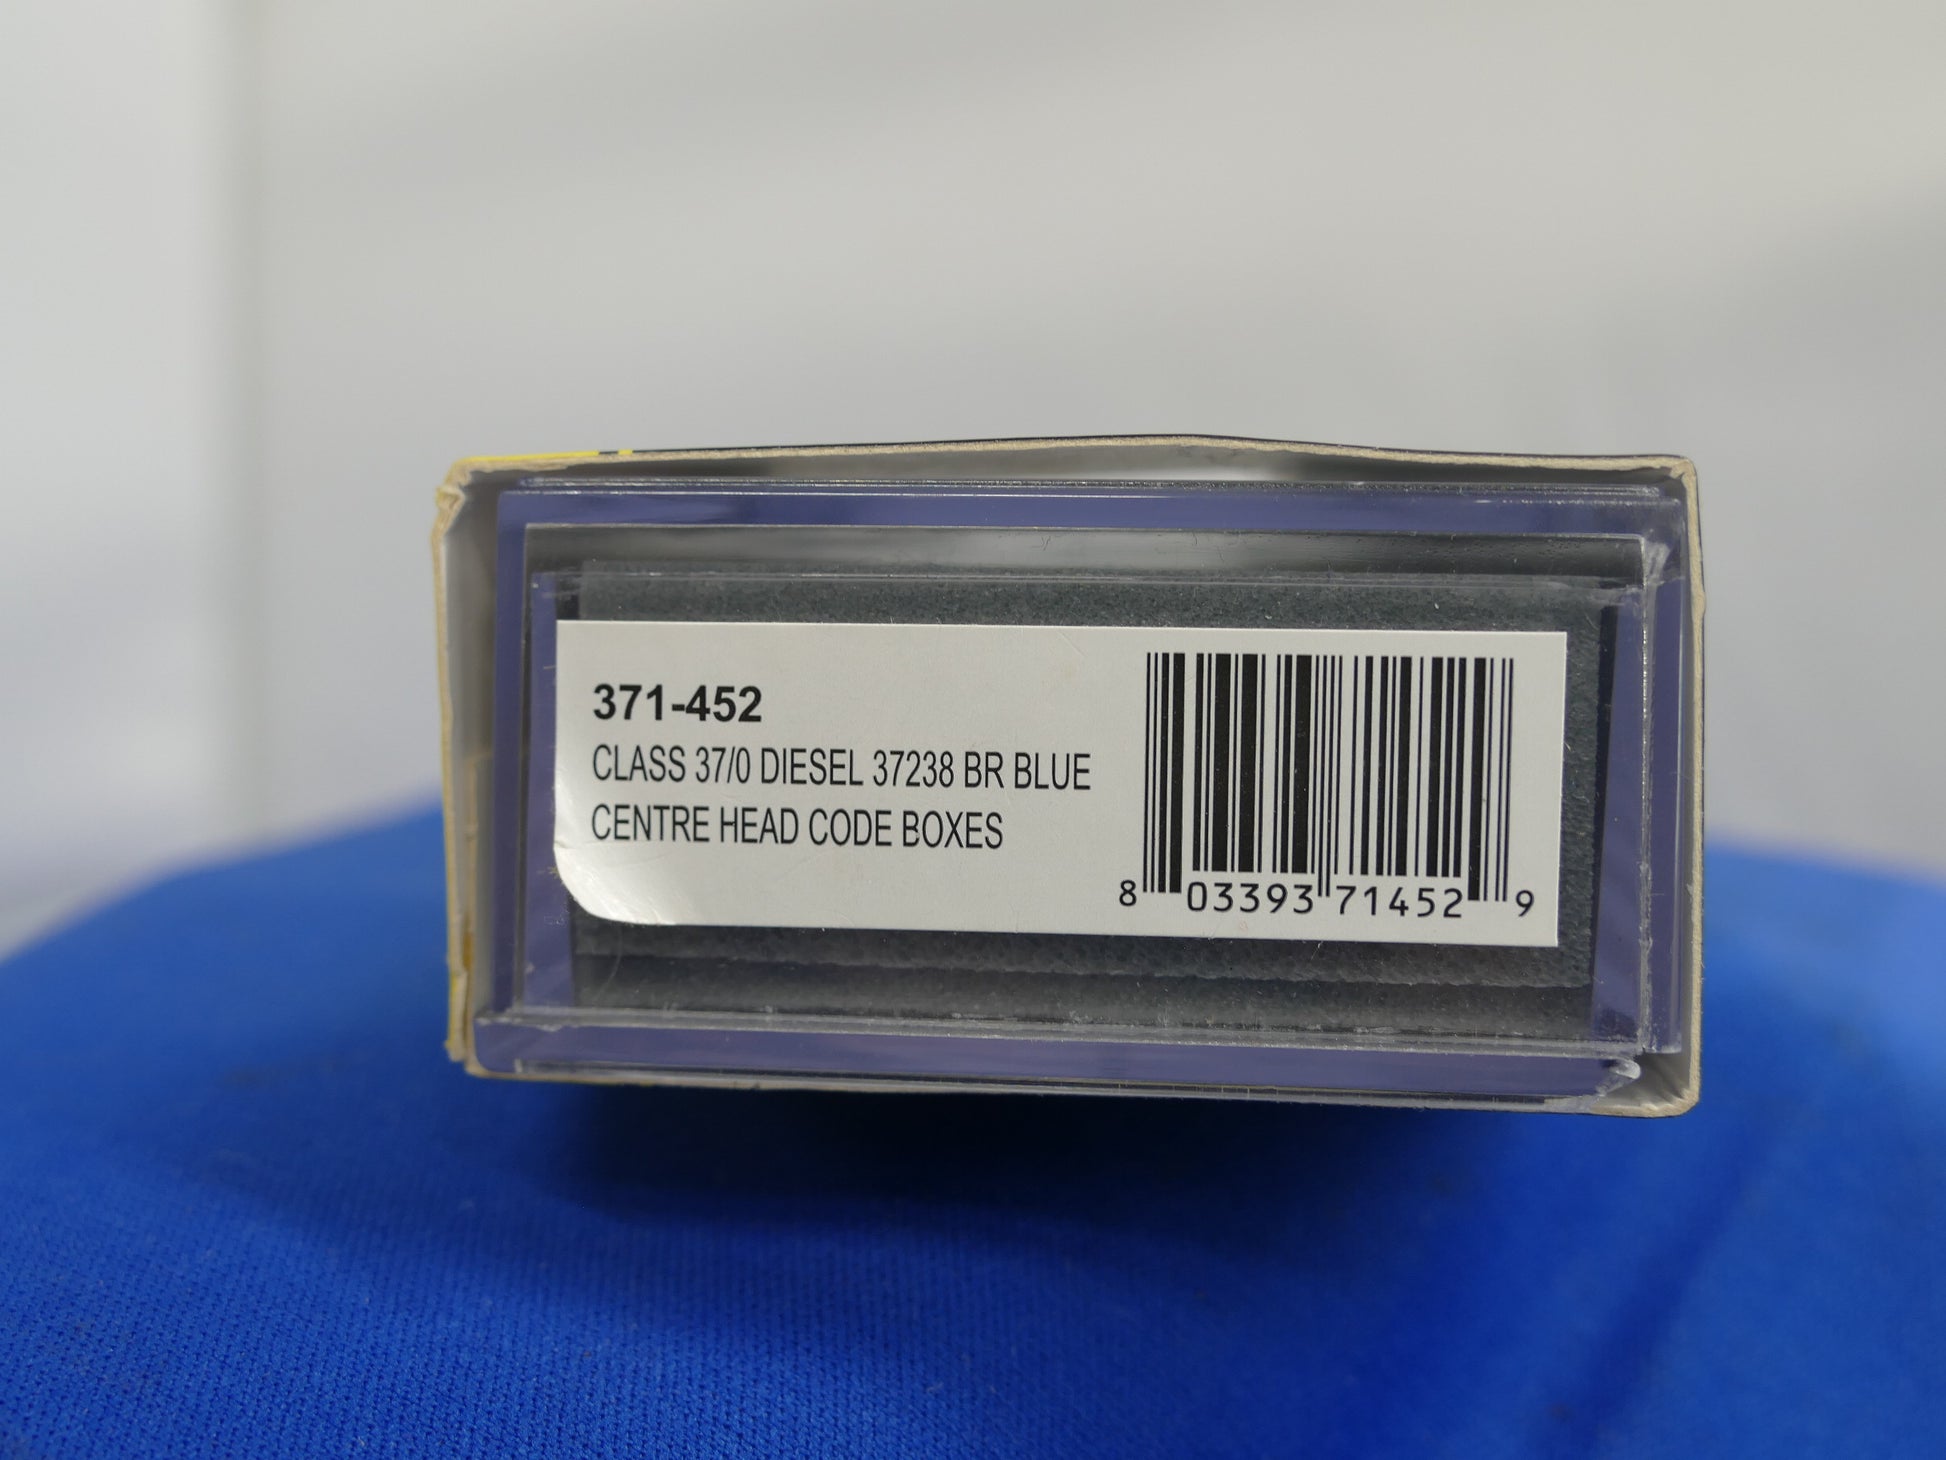 371-452
CLASS 37/0 DIESEL 37238 BR BLUE
CENTRE HEAD CODE BOXES
8 03393 71452 9